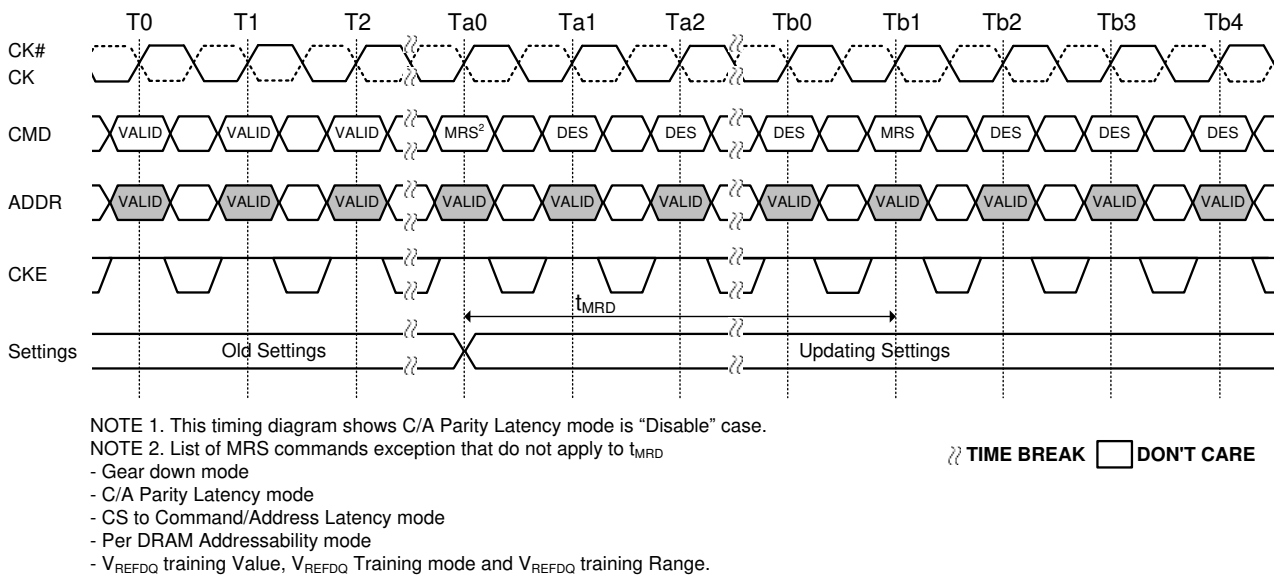 T0 T1 T2 Ta0 Ta1 Ta2 Tb0 Tb1 Tb2 Tb3 Tb4
CK#
CK
CMD VALID VALID VALID MRS² DES DES DES MRS DES DES DES
ADDR VALID VALID VALID VALID VALID VALID VALID VALID VALID VALID VALID
CKE
tMRD
Settings Old Settings Updating Settings
NOTE 1. This timing diagram shows C/A Parity Latency mode is “Disable” case.
NOTE 2. List of MRS commands exception that do not apply to tMRD
- Gear down mode
- C/A Parity Latency mode
- CS to Command/Address Latency mode
- Per DRAM Addressability mode
- VREFDQ training Value, VREFDQ Training mode and VREFDQ training Range.
TIME BREAK DON'T CARE